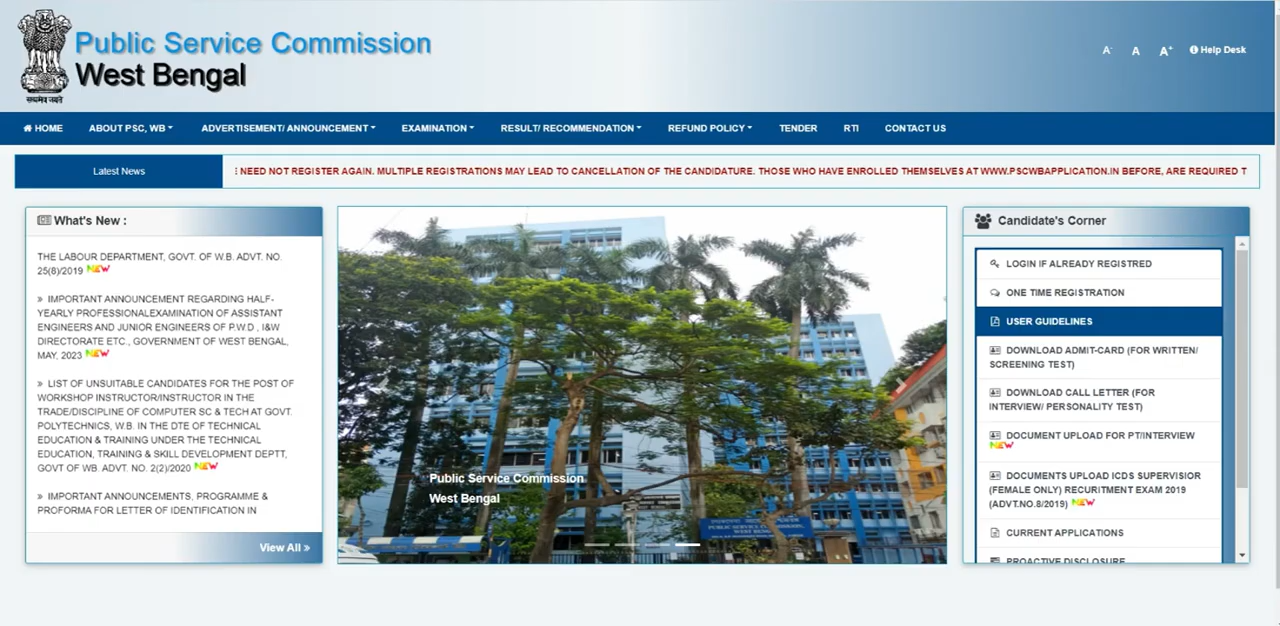 Public Service Commission
West Bengal
सत्यमेव जयते
A-
A
A+
Help Desk
HOME
ABOUT PSC, WB
ADVERTISEMENT/ ANNOUNCEMENT
EXAMINATION
RESULT/ RECOMMENDATION
REFUND POLICY
TENDER
RTI
CONTACT US
Latest News
NEED NOT REGISTER AGAIN. MULTIPLE REGISTRATIONS MAY LEAD TO CANCELLATION OF THE CANDIDATURE. THOSE WHO HAVE ENROLLED THEMSELVES AT WWW.PSCWBAPPLICATION.IN BEFORE, ARE REQUIRED T
What's New :
THE LABOUR DEPARTMENT, GOVT. OF W.B. ADVT. NO.
25(8)/2019 NEW
» IMPORTANT ANNOUNCEMENT REGARDING HALF-
YEARLY PROFESSIONALEXAMINATION OF ASSISTANT
ENGINEERS AND JUNIOR ENGINEERS OF P.W.D , I&W
DIRECTORATE ETC., GOVERNMENT OF WEST BENGAL,
MAY, 2023 NEW
» LIST OF UNSUITABLE CANDIDATES FOR THE POST OF
WORKSHOP INSTRUCTOR/INSTRUCTOR IN THE
TRADE/DISCIPLINE OF COMPUTER SC & TECH AT GOVT.
POLYTECHNICS, W.B. IN THE DTE OF TECHNICAL
EDUCATION & TRAINING UNDER THE TECHNICAL
EDUCATION, TRAINING & SKILL DEVELOPMENT DEPTT,
GOVT OF WB. ADVT. NO. 2(2)/2020 NEW
» IMPORTANT ANNOUNCEMENTS, PROGRAMME &
PROFORMA FOR LETTER OF IDENTIFICATION IN
View All »
Public Service Commission
West Bengal
PUBLIC SERVICE COMMISSION,
WEST BENGAL
Candidate's Corner
LOGIN IF ALREADY REGISTRED
ONE TIME REGISTRATION
USER GUIDELINES
DOWNLOAD ADMIT-CARD (FOR WRITTEN/
SCREENING TEST)
DOWNLOAD CALL LETTER (FOR
INTERVIEW/ PERSONALITY TEST)
DOCUMENT UPLOAD FOR PT/INTERVIEW
NEW
DOCUMENTS UPLOAD ICDS SUPERVISOR
(FEMALE ONLY) RECURITMENT EXAM 2019
(ADVT.NO.8/2019) NEW
CURRENT APPLICATIONS
PROACTIVE DISCLOSURE